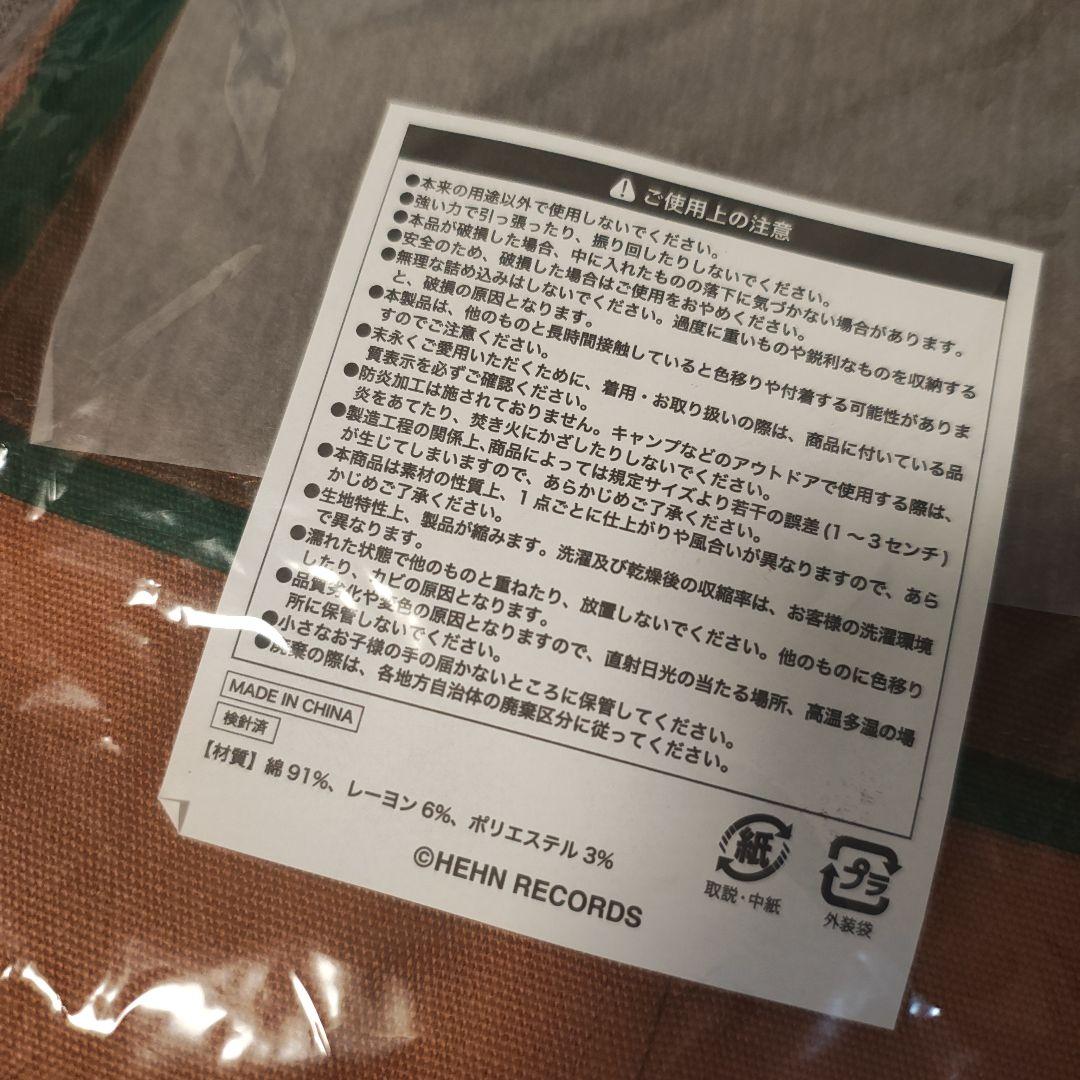 ⚠ ご使用上の注意
●本来の用途以外で使用しないでください。
●強い力で引っ張ったり、振り回したりしないでください。
●本品が破損した場合、中に入れたものの落下に気づかない場合があります。
●安全のため、破損した場合はご使用をおやめください。
●無理な詰め込みはしないでください。過度に重いものや鋭利なものを収納する
と、破損の原因となります。
●本製品は、他のものと長時間接触していると色移りや付着する可能性がありま
すのでご注意ください。
●末永くご愛用いただくために、着用・お取り扱いの際は、商品に付いている品
質表示を必ずご確認ください。
●防炎加工は施されておりません。キャンプなどのアウトドアで使用する際は、
炎をあてたり、焚き火にかざしたりしないでください。
●製造工程の関係上、商品によっては規定サイズより若干の誤差(1～3センチ)
が生じてしまいますので、あらかじめご了承ください。
●本商品は素材の性質上、1点ごとに仕上がりや風合いが異なりますので、あら
かじめご了承ください。
●生地特性上、製品が縮みます。洗濯及び乾燥後の収縮率は、お客様の洗濯環境
で異なります。
●濡れた状態で他のものと重ねたり、放置しないでください。他のものに色移り
したり、カビの原因となります。
●品質劣化や変色の原因となりますので、直射日光の当たる場所、高温多湿の場
所に保管しないでください。
●小さなお子様の手の届かないところに保管してください。
●廃棄の際は、各地方自治体の廃棄区分に従ってください。
MADE IN CHINA
検針済
【材質】綿 91%、レーヨン 6%、ポリエステル 3%
©HEHN RECORDS
紙
取説・中紙
プラ
外装袋